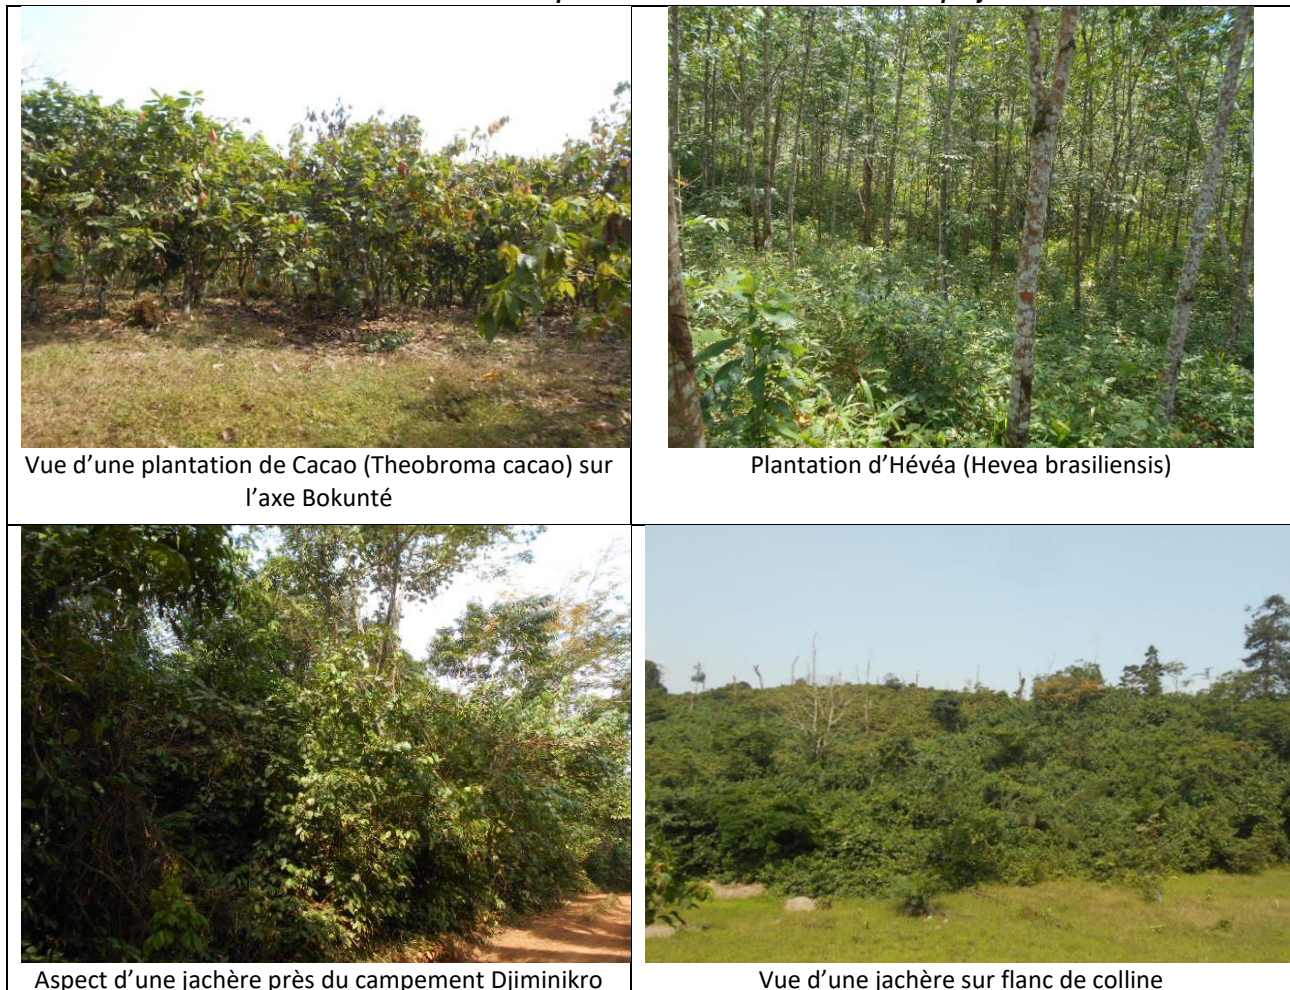 Vue d’une plantation de Cacao (Theobroma cacao) sur
l’axe Bokunté
Plantation d’Hévéa (Hevea brasiliensis)
Aspect d’une jachère près du campement Djiminikro
Vue d’une jachère sur flanc de colline